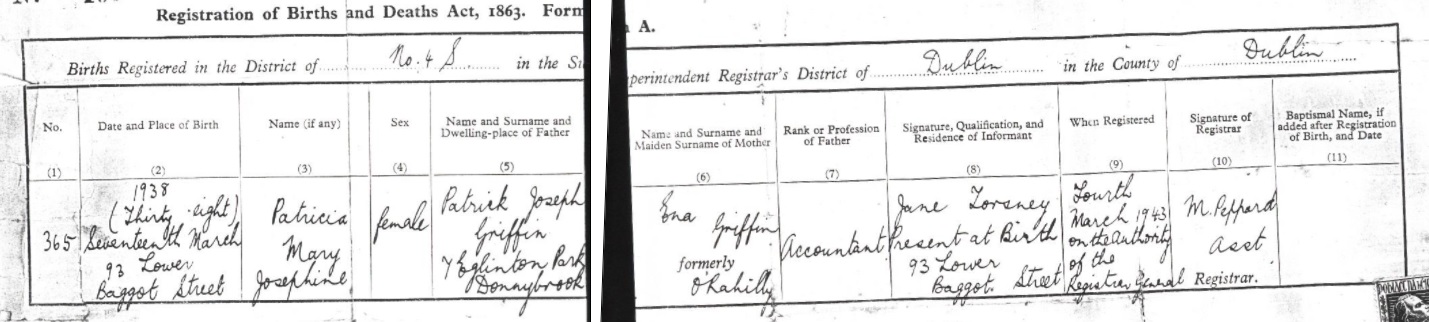 Registration of Births and Deaths Act, 1863. Form A.
Births Registered in the District of No. 4 S in the Su
perintendent Registrar's District of Dublin in the County of Dublin
No.
(1)
Date and Place of Birth
(2)
Name (if any)
(3)
Sex
(4)
Name and Surname and
Dwelling-place of Father
(5)
Name and Surname and
Maiden Surname of Mother
(6)
Rank or Profession
of Father
(7)
Signature, Qualification, and
Residence of Informant
(8)
When Registered
(9)
Signature of
Registrar
(10)
Baptismal Name, if
added after Registration
of Birth, and Date
(11)
365
1938
(Thirty eight)
Seventeenth March
93 Lower
Baggot Street
Patricia
Mary
Josephine
female
Patrick Joseph
Griffin
7 Eglinton Park
Donnybrook
Ena
Griffin
formerly
O'Rahilly
Accountant
Jane Torsney
Present at Birth
93 Lower
Baggot Street
Fourth
March 1943
on the authority
of the
Registrar General
M. Peppard
Asst
Registrar.